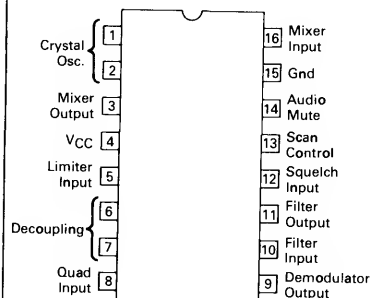 Crystal
Osc.
1
2
Mixer
Output
3
VCC
4
Limiter
Input
5
Decoupling
6
7
Quad
Input
8
16
Mixer
Input
15
Gnd
14
Audio
Mute
13
Scan
Control
12
Squelch
Input
11
Filter
Output
10
Filter
Input
9
Demodulator
Output